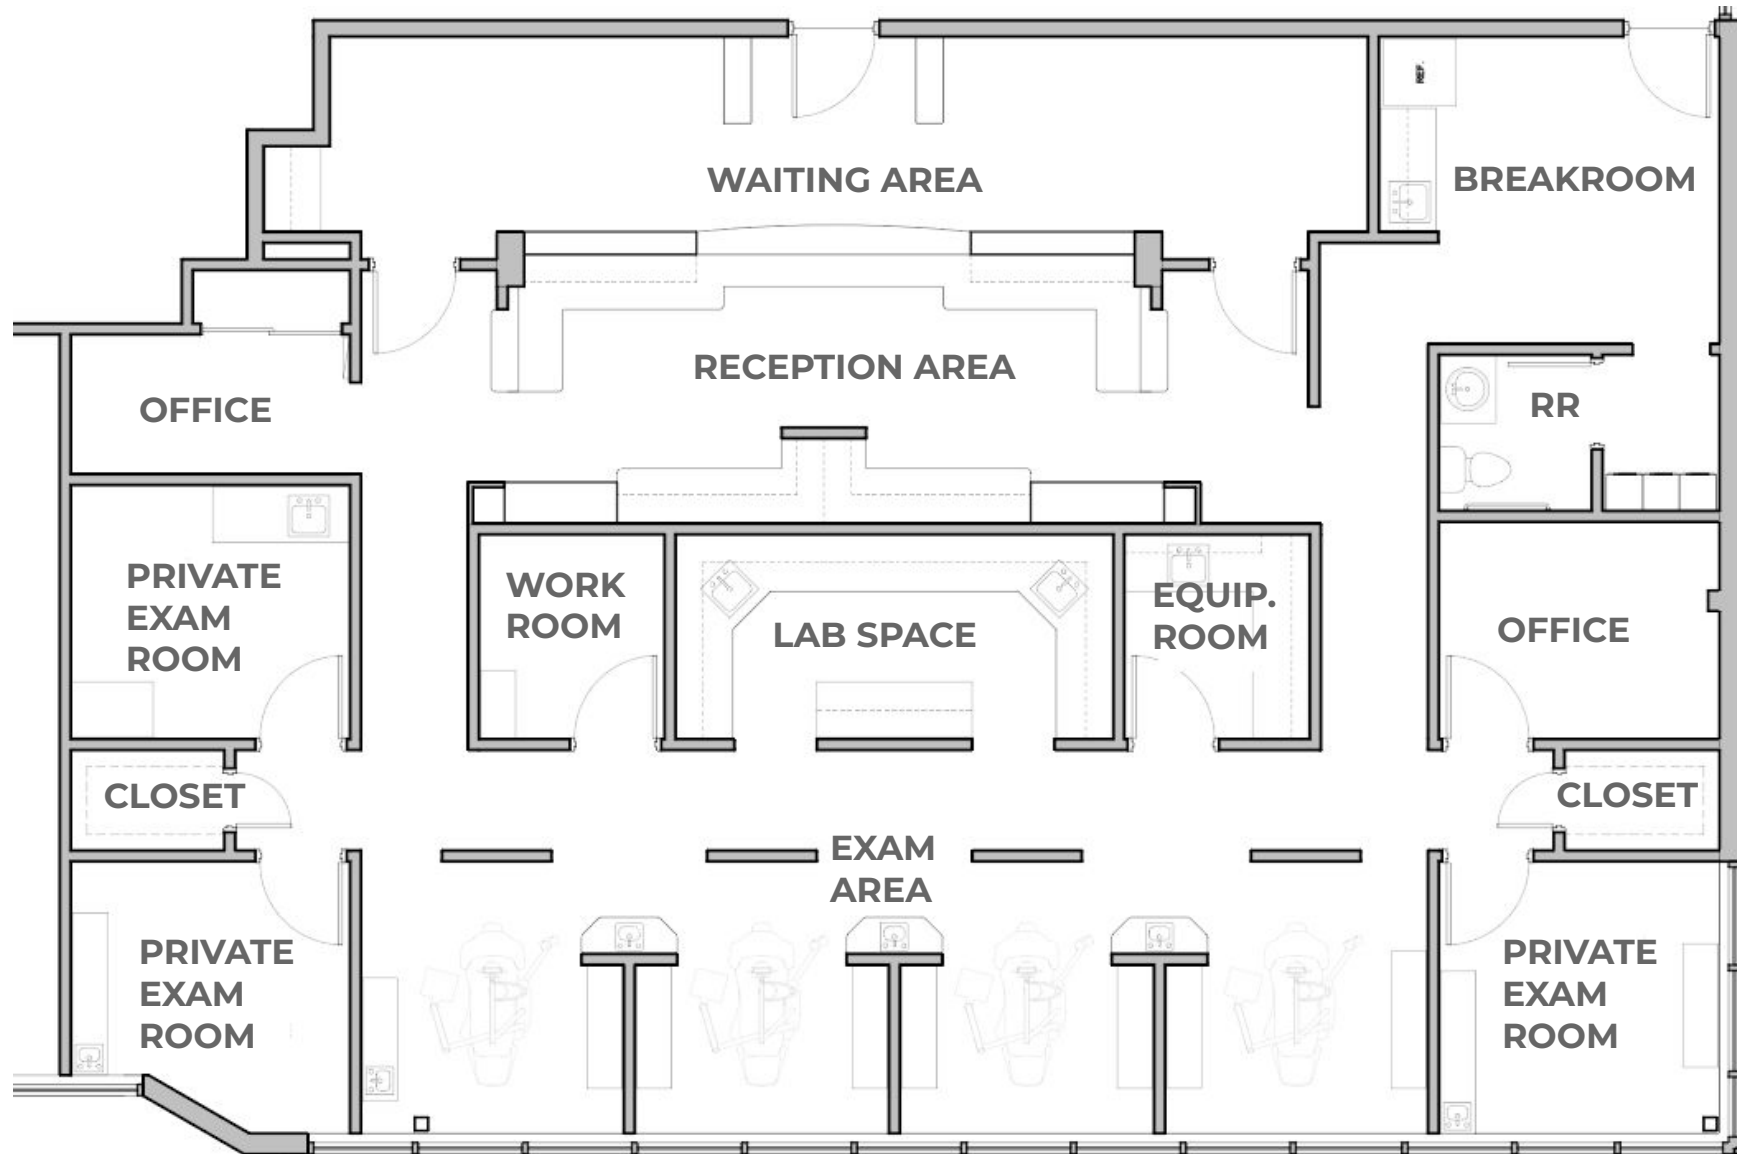 REF.
WAITING AREA
BREAKROOM
RECEPTION AREA
OFFICE
RR
PRIVATE
EXAM
ROOM
WORK
ROOM
LAB SPACE
EQUIP.
ROOM
OFFICE
CLOSET
CLOSET
EXAM
AREA
PRIVATE
EXAM
ROOM
PRIVATE
EXAM
ROOM